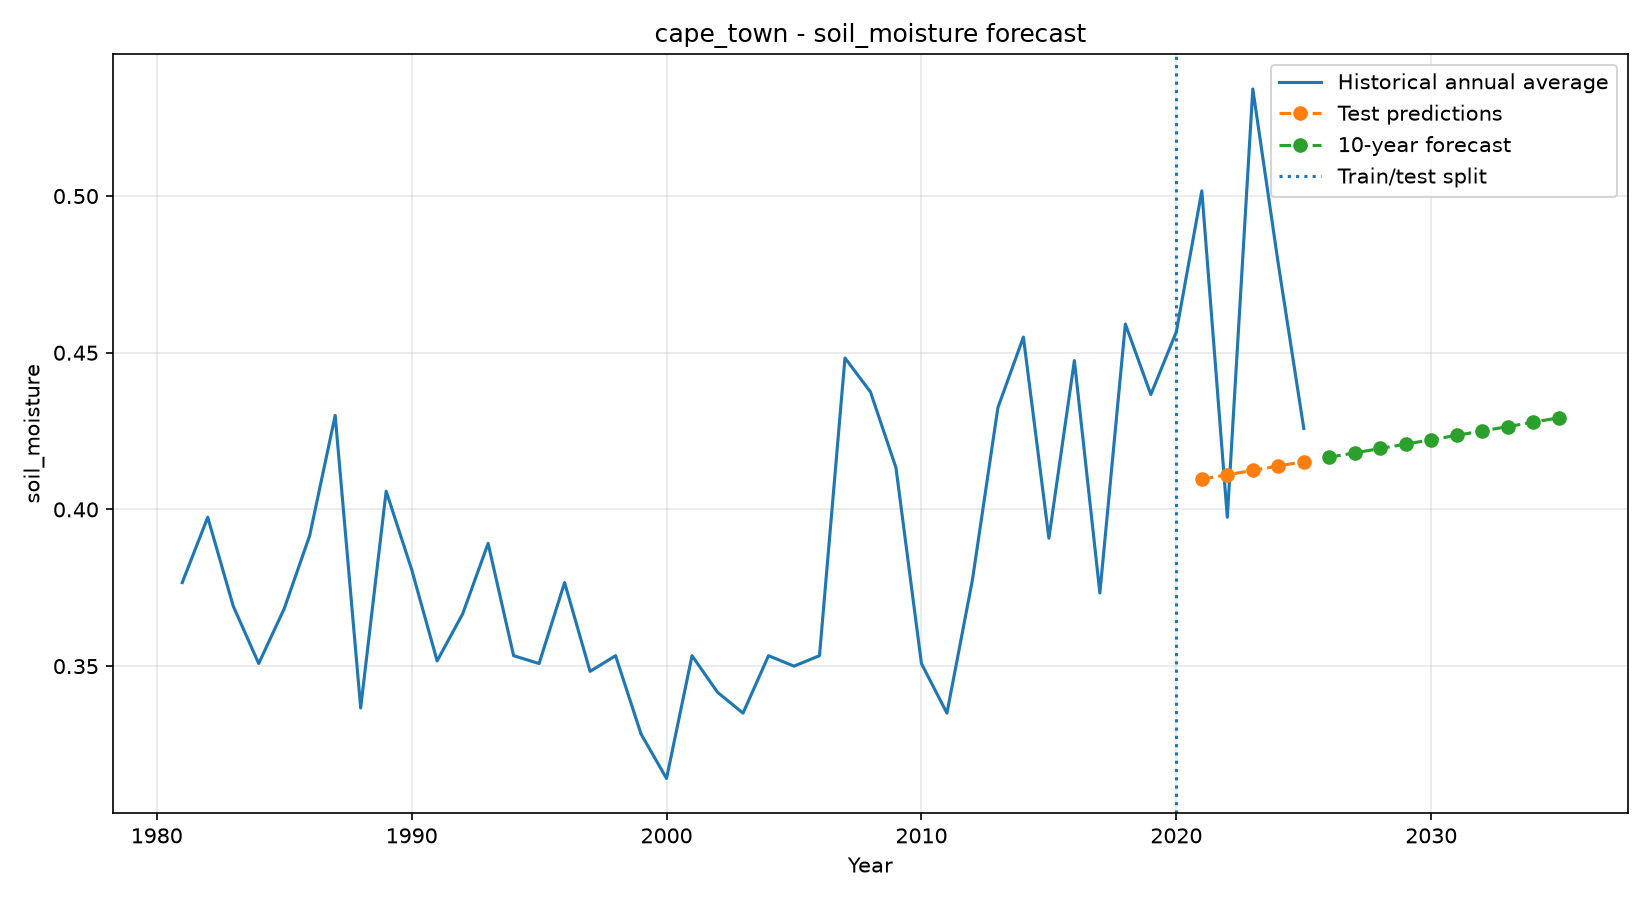 cape_town - soil_moisture forecast
Historical annual average
Test predictions
10-year forecast
Train/test split
soil_moisture
0.50
0.45
0.40
0.35
1980
1990
2000
2010
2020
2030
Year